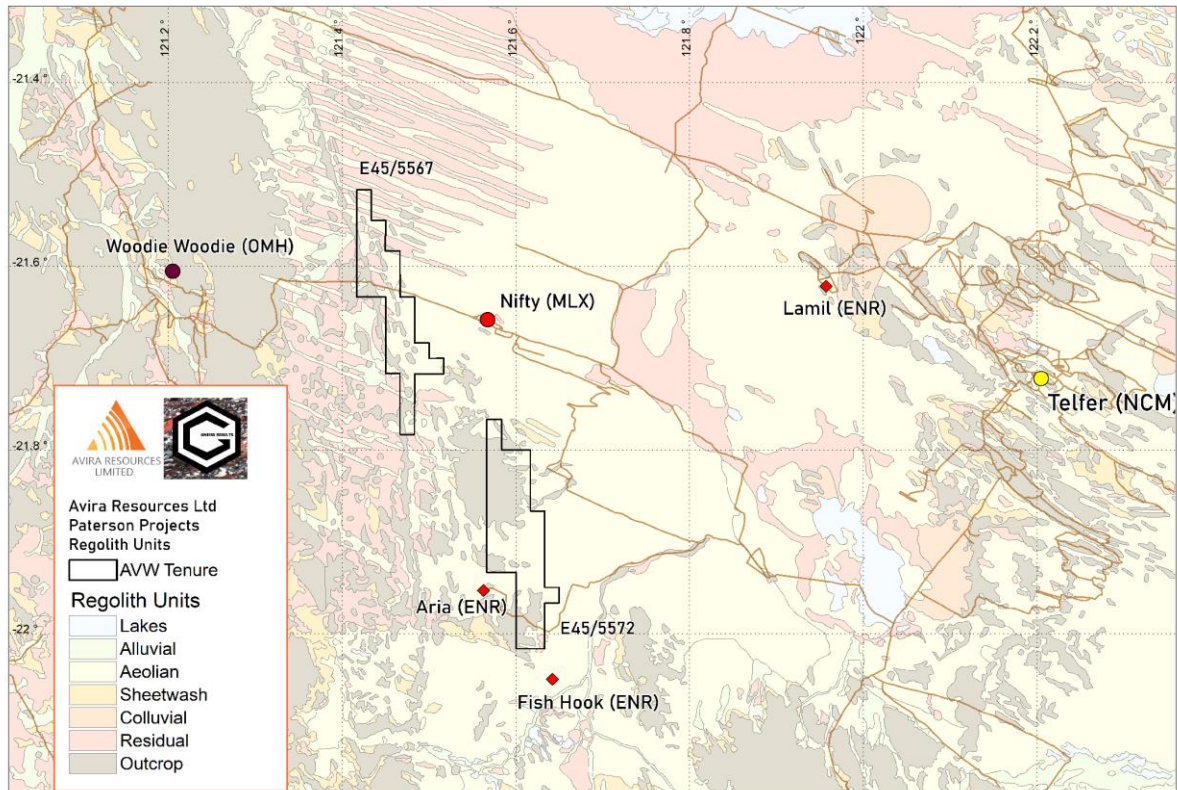 121.2 °
121.4 °
121.6 °
121.8 °
122 °
122.2 °
-21.4 °
E45/5567
Woodie Woodie (OMH)
-21.6 °
Nifty (MLX)
Lamil (ENR)
Telfer (NCM)
-21.8 °
AVIRA RESOURCES
LIMITED
G
Avira Resources Ltd
Paterson Projects
Regolith Units
AVW Tenure
Regolith Units
Lakes
Alluvial
Aeolian
Sheetwash
Colluvial
Residual
Outcrop
Aria (ENR)
-22 °
E45/5572
Fish Hook (ENR)